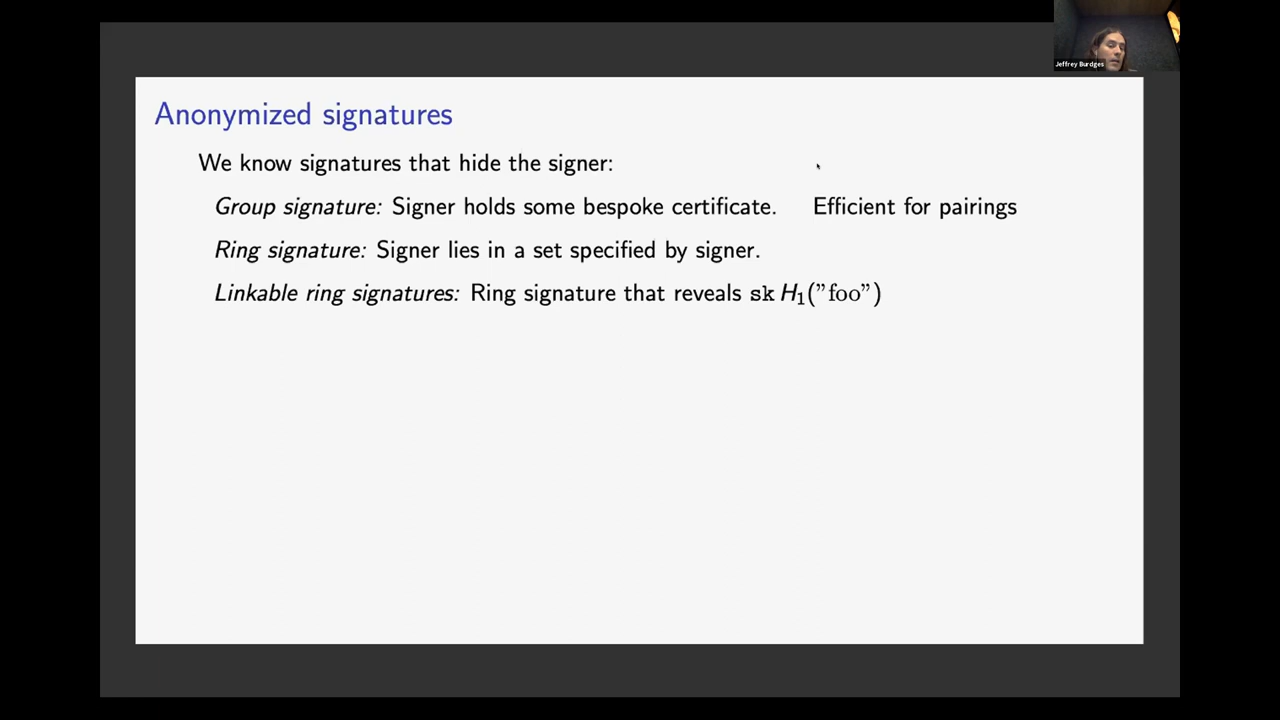 Jeffrey Burdges
Anonymized signatures
We know signatures that hide the signer:
Group signature: Signer holds some bespoke certificate. Efficient for pairings
Ring signature: Signer lies in a set specified by signer.
Linkable ring signatures: Ring signature that reveals sk H₁(”foo”)